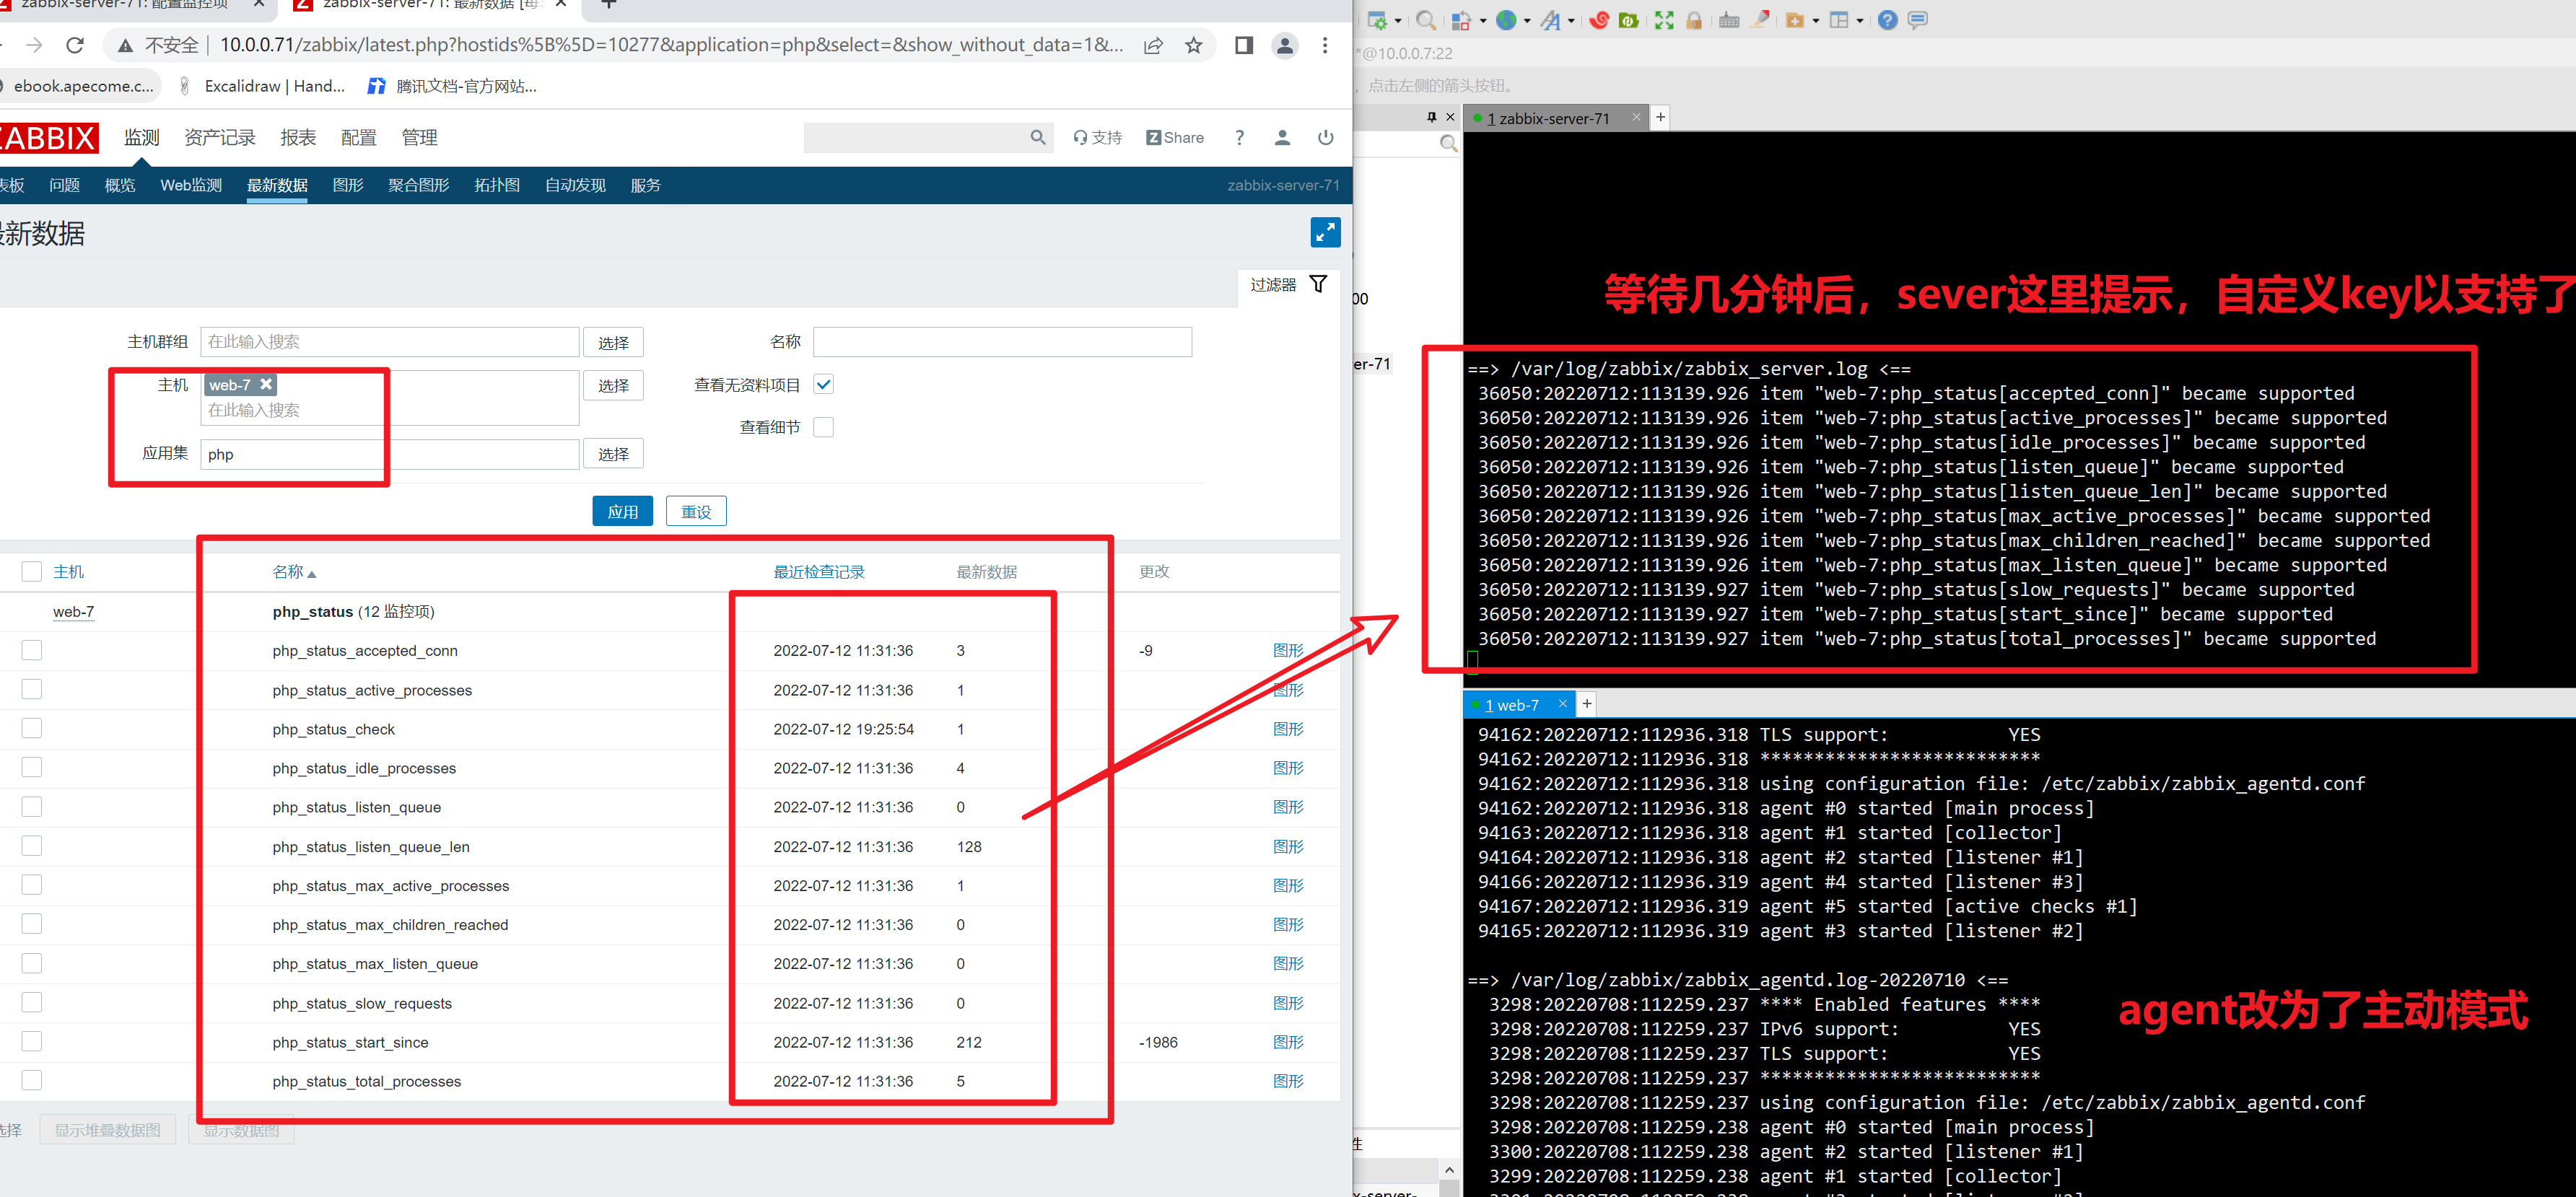 zabbix-server-71: 配置监控项
zabbix-server-71: 最新数据 [每
不安全
10.0.0.71/zabbix/latest.php?hostids%5B%5D=10277&application=php&select=&show_without_data=1&...
ebook.apecome.c...
Excalidraw | Hand...
腾讯文档-官方网站...
ZABBIX
监测
资产记录
报表
配置
管理
支持
Z Share
?
表板
问题
概览
Web监测
最新数据
图形
聚合图形
拓扑图
自动发现
服务
zabbix-server-71
最新数据
过滤器
主机群组
在此输入搜索
选择
名称
主机
web-7
在此输入搜索
选择
查看无资料项目
查看细节
应用集
php
选择
应用
重设
主机
名称
最近检查记录
最新数据
更改
web-7
php_status (12 监控项)
php_status_accepted_conn 2022-07-12 11:31:36 3 -9 图形
php_status_active_processes 2022-07-12 11:31:36 1 图形
php_status_check 2022-07-12 19:25:54 1 图形
php_status_idle_processes 2022-07-12 11:31:36 4 图形
php_status_listen_queue 2022-07-12 11:31:36 0 图形
php_status_listen_queue_len 2022-07-12 11:31:36 128 图形
php_status_max_active_processes 2022-07-12 11:31:36 1 图形
php_status_max_children_reached 2022-07-12 11:31:36 0 图形
php_status_max_listen_queue 2022-07-12 11:31:36 0 图形
php_status_slow_requests 2022-07-12 11:31:36 0 图形
php_status_start_since 2022-07-12 11:31:36 212 -1986 图形
php_status_total_processes 2022-07-12 11:31:36 5 图形
选择
显示堆叠数据图
显示数据图
*@10.0.0.7:22
，点击左侧的箭头按钮。
00
er-71
性
x-server-
1 zabbix-server-71
等待几分钟后，sever这里提示，自定义key以支持了
==> /var/log/zabbix/zabbix_server.log <==
36050:20220712:113139.926 item "web-7:php_status[accepted_conn]" became supported
36050:20220712:113139.926 item "web-7:php_status[active_processes]" became supported
36050:20220712:113139.926 item "web-7:php_status[idle_processes]" became supported
36050:20220712:113139.926 item "web-7:php_status[listen_queue]" became supported
36050:20220712:113139.926 item "web-7:php_status[listen_queue_len]" became supported
36050:20220712:113139.926 item "web-7:php_status[max_active_processes]" became supported
36050:20220712:113139.926 item "web-7:php_status[max_children_reached]" became supported
36050:20220712:113139.926 item "web-7:php_status[max_listen_queue]" became supported
36050:20220712:113139.927 item "web-7:php_status[slow_requests]" became supported
36050:20220712:113139.927 item "web-7:php_status[start_since]" became supported
36050:20220712:113139.927 item "web-7:php_status[total_processes]" became supported
1 web-7
94162:20220712:112936.318 TLS support: YES
94162:20220712:112936.318 **************************
94162:20220712:112936.318 using configuration file: /etc/zabbix/zabbix_agentd.conf
94162:20220712:112936.318 agent #0 started [main process]
94163:20220712:112936.318 agent #1 started [collector]
94164:20220712:112936.318 agent #2 started [listener #1]
94166:20220712:112936.319 agent #4 started [listener #3]
94167:20220712:112936.319 agent #5 started [active checks #1]
94165:20220712:112936.319 agent #3 started [listener #2]
==> /var/log/zabbix/zabbix_agentd.log-20220710 <==
3298:20220708:112259.237 **** Enabled features ****
3298:20220708:112259.237 IPv6 support: YES
3298:20220708:112259.237 TLS support: YES
3298:20220708:112259.237 **************************
3298:20220708:112259.237 using configuration file: /etc/zabbix/zabbix_agentd.conf
3298:20220708:112259.238 agent #0 started [main process]
3300:20220708:112259.238 agent #2 started [listener #1]
3299:20220708:112259.238 agent #1 started [collector]
agent改为了主动模式